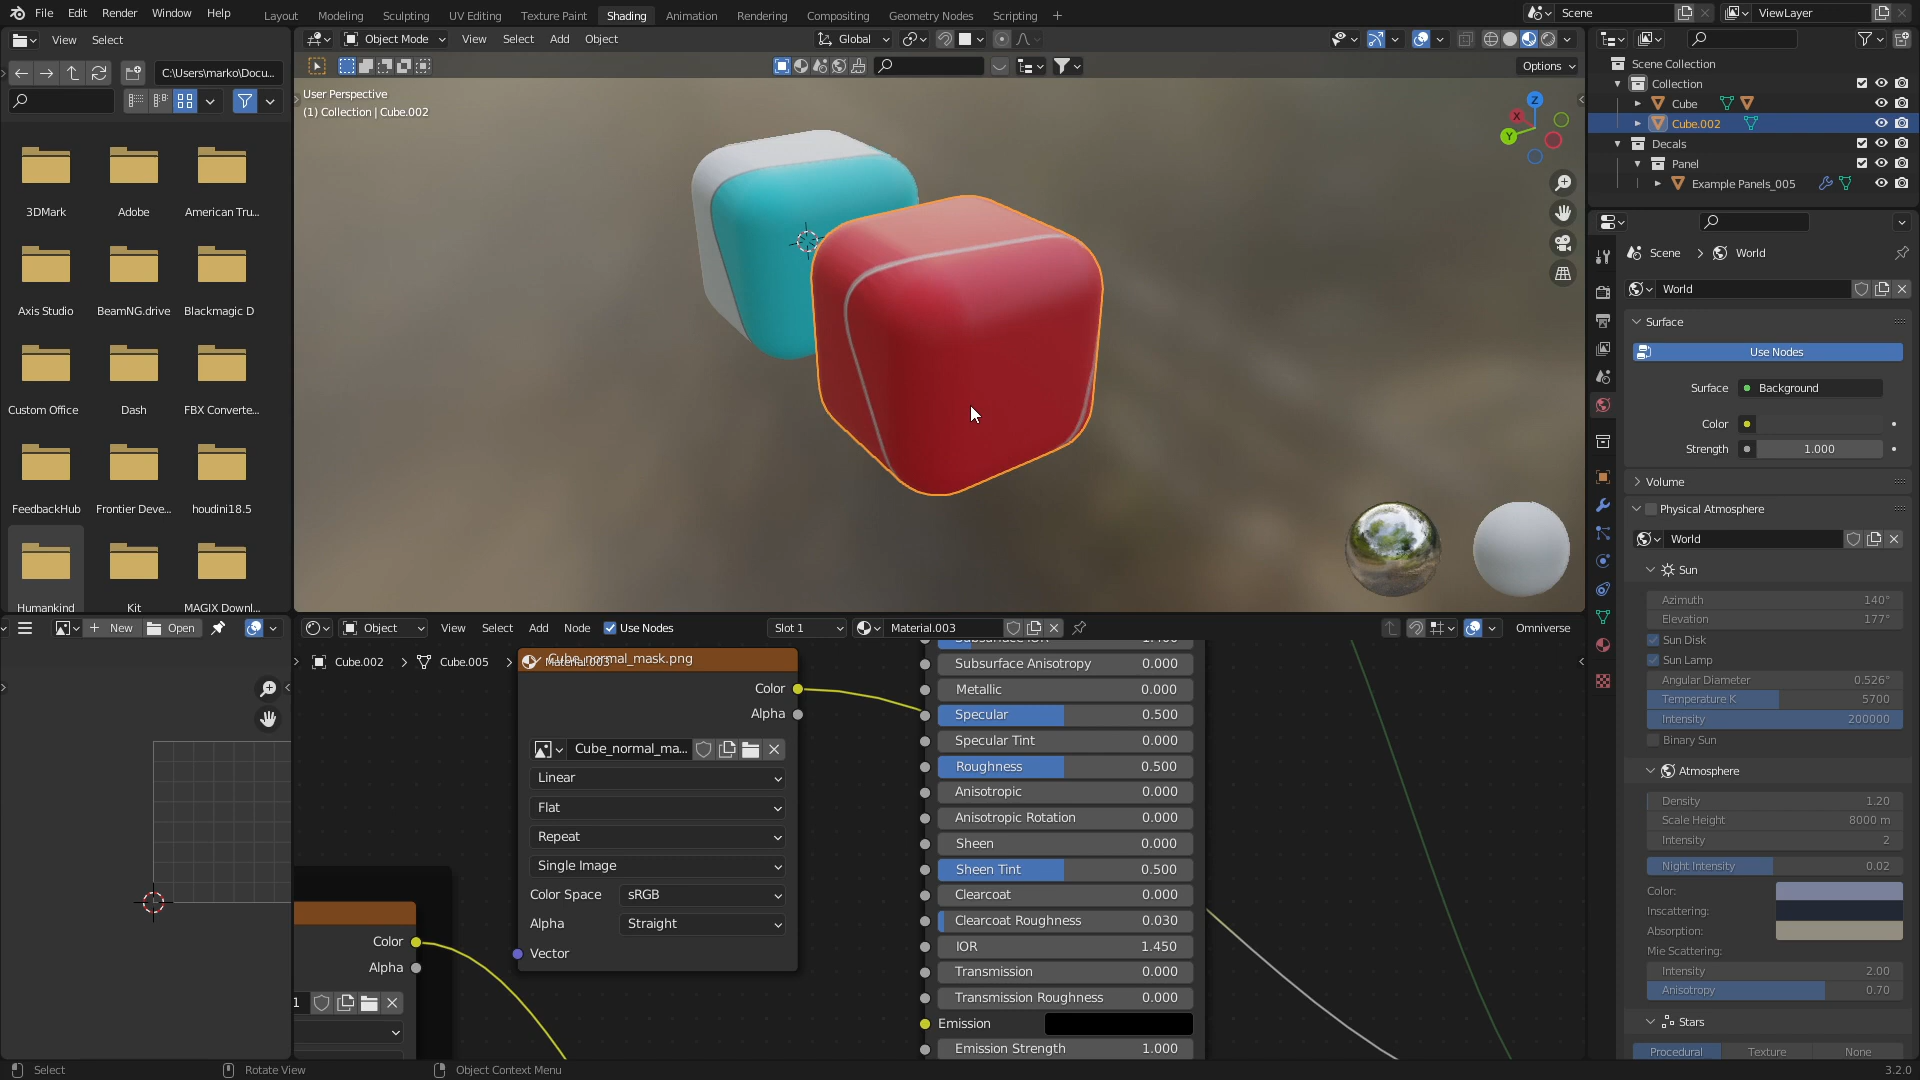 File Edit Render Window Help Layout Modeling Sculpting UV Editing Texture Paint Shading Animation Rendering Compositing Geometry Nodes Scripting + Scene ViewLayer
View Select
Object Mode View Select Add Object Global
C:\Users\marko\Docu...
Options
User Perspective
(1) Collection | Cube.002
Z
X
Y
3DMark Adobe American Tru...
Axis Studio BeamNG.drive Blackmagic D
Custom Office Dash FBX Converte...
FeedbackHub Frontier Deve... houdini18.5
Humankind Kit MAGIX Downl...
Scene Collection
Collection
Cube
Cube.002
Decals
Panel
Example Panels_005
Scene > World
World
Surface
Use Nodes
Surface Background
Color
Strength 1.000
Volume
Physical Atmosphere
World
Sun
Azimuth 140°
Elevation 177°
Sun Disk
Sun Lamp
Angular Diameter 0.526°
Temperature K 5700
Intensity 200000
Binary Sun
Atmosphere
Density 1.20
Scale Height 8000 m
Intensity 2
Night Intensity 0.02
Color:
Inscattering:
Absorption:
Mie Scattering:
Intensity 2.00
Anisotropy 0.70
Stars
Procedural Texture None
New Open
Object View Select Add Node Use Nodes Slot 1 Material.003 Omniverse
Cube.002 > Cube.005 >
Cube_normal_mask.png
Color
Alpha
Cube_normal_ma...
Linear
Flat
Repeat
Single Image
Color Space sRGB
Alpha Straight
Vector
Color
Alpha
1
Subsurface Anisotropy 0.000
Metallic 0.000
Specular 0.500
Specular Tint 0.000
Roughness 0.500
Anisotropic 0.000
Anisotropic Rotation 0.000
Sheen 0.000
Sheen Tint 0.500
Clearcoat 0.000
Clearcoat Roughness 0.030
IOR 1.450
Transmission 0.000
Transmission Roughness 0.000
Emission
Emission Strength 1.000
Select Rotate View Object Context Menu 3.2.0